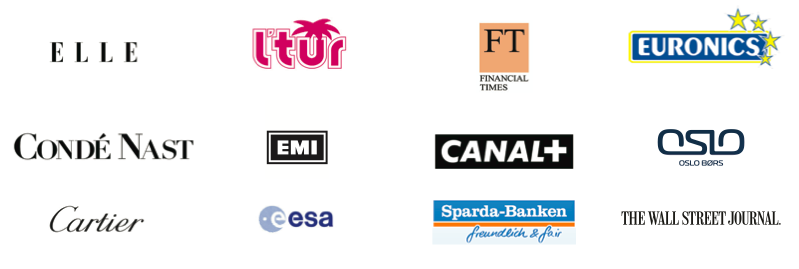 ELLE
l'tur
FT
FINANCIAL
TIMES
EURONICS
CONDÉ NAST
EMI
CANAL+
OSLO
OSLO BØRS
Cartier
eesa
Sparda-Banken
freundlich & fair
THE WALL STREET JOURNAL.